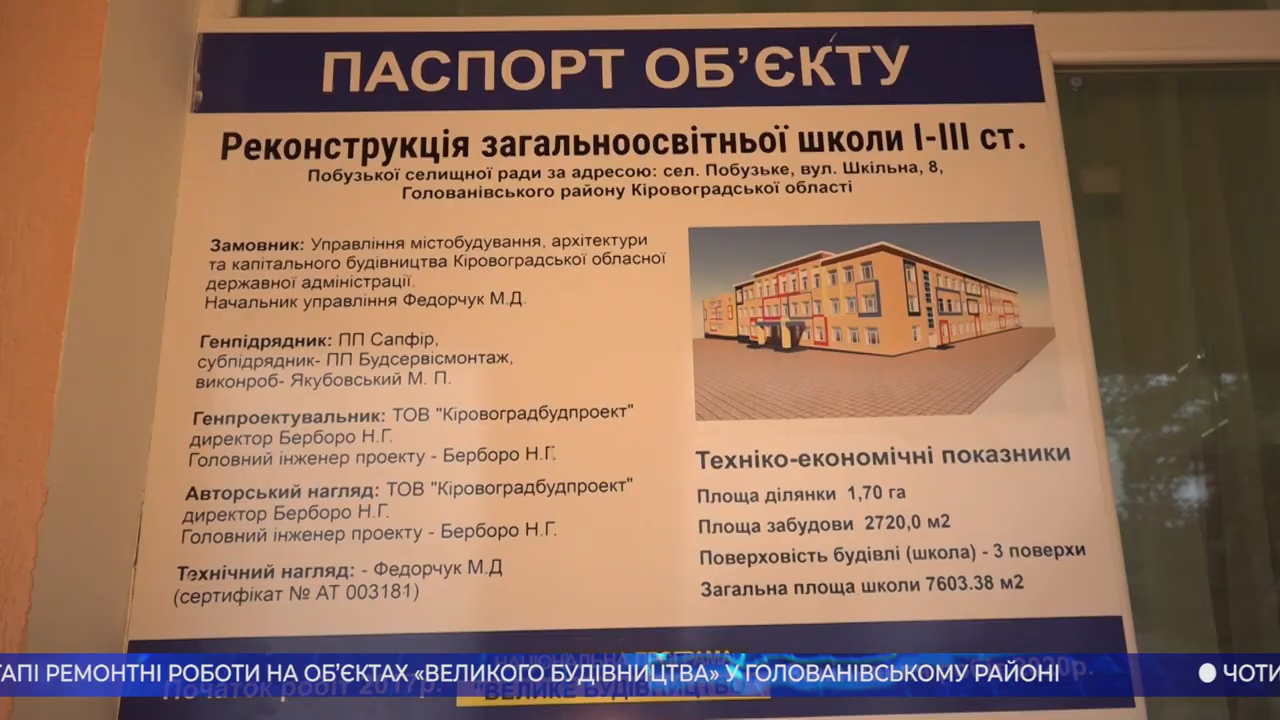 ПАСПОРТ ОБ’ЄКТУ
Реконструкція загальноосвітньої школи І-ІІІ ст.
Побузької селищної ради за адресою: сел. Побузьке, вул. Шкільна, 8,
Голованівського району Кіровоградської області
Замовник: Управління містобудування, архітектури
та капітального будівництва Кіровоградської обласної
державної адміністрації.
Начальник управління Федорчук М.Д.
Генпідрядник: ПП Сапфір,
субпідрядник- ПП Будсервісмонтаж,
виконроб- Якубовський М. П.
Генпроектувальник: ТОВ "Кіровоградбудпроект"
директор Берборо Н.Г.
Головний інженер проекту - Берборо Н.Г.
Авторський нагляд: ТОВ "Кіровоградбудпроект"
директор Берборо Н.Г.
Головний інженер проекту - Берборо Н.Г.
Технічний нагляд: - Федорчук М.Д
(сертифікат № АТ 003181)
Техніко-економічні показники
Площа ділянки 1,70 га
Площа забудови 2720,0 м2
Поверховість будівлі (школа) - 3 поверхи
Загальна площа школи 7603.38 м2
НАЦІОНАЛЬНА ПРОГРАМА
Початок робіт 2017р.
"ВЕЛИКЕ БУДІВНИЦТВО"
2020р.
ТАПІ РЕМОНТНІ РОБОТИ НА ОБ’ЄКТАХ «ВЕЛИКОГО БУДІВНИЦТВА» У ГОЛОВАНІВСЬКОМУ РАЙОНІ
● ЧОТИ